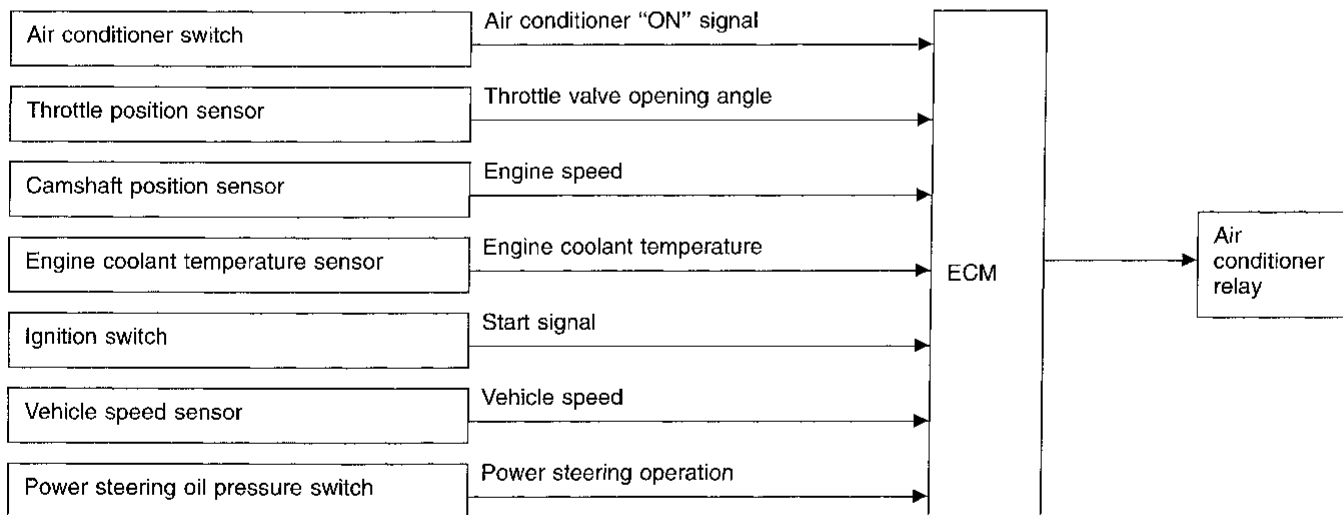 Air conditioner switch
Air conditioner “ON” signal
Throttle position sensor
Throttle valve opening angle
Camshaft position sensor
Engine speed
Engine coolant temperature sensor
Engine coolant temperature
Ignition switch
Start signal
Vehicle speed sensor
Vehicle speed
Power steering oil pressure switch
Power steering operation
ECM
Air
conditioner
relay